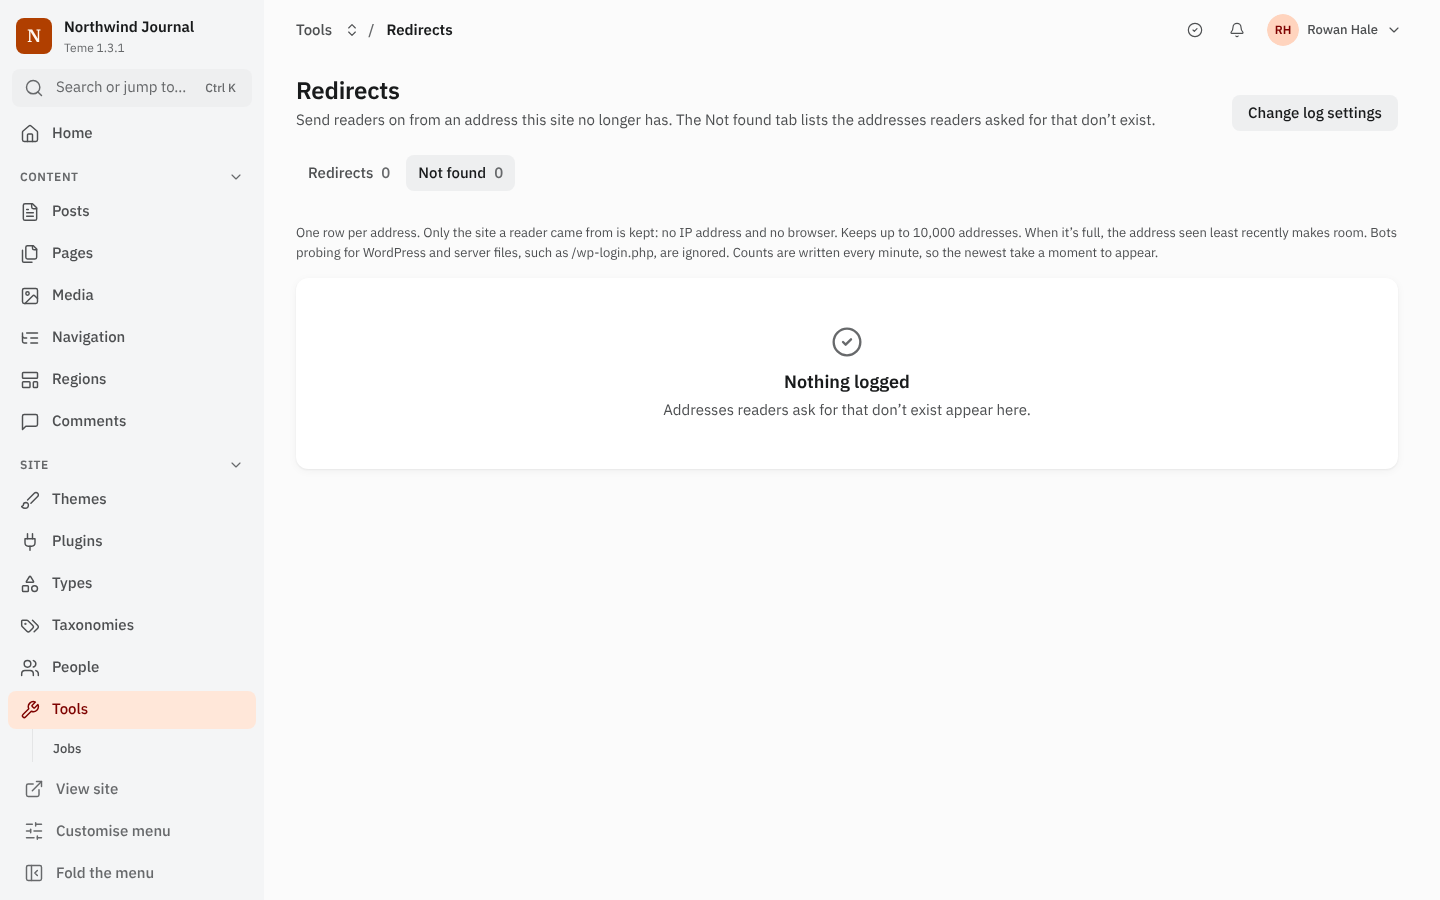 Northwind Journal
Teme 1.3.1
Search or jump to...
Ctrl K
Home
CONTENT
Posts
Pages
Media
Navigation
Regions
Comments
SITE
Themes
Plugins
Types
Taxonomies
People
Tools
Jobs
View site
Customise menu
Fold the menu
Tools / Redirects
RH Rowan Hale
Redirects
Send readers on from an address this site no longer has. The Not found tab lists the addresses readers asked for that don’t exist.
Change log settings
Redirects 0
Not found 0
One row per address. Only the site a reader came from is kept: no IP address and no browser. Keeps up to 10,000 addresses. When it’s full, the address seen least recently makes room. Bots
probing for WordPress and server files, such as /wp-login.php, are ignored. Counts are written every minute, so the newest take a moment to appear.
Nothing logged
Addresses readers ask for that don’t exist appear here.